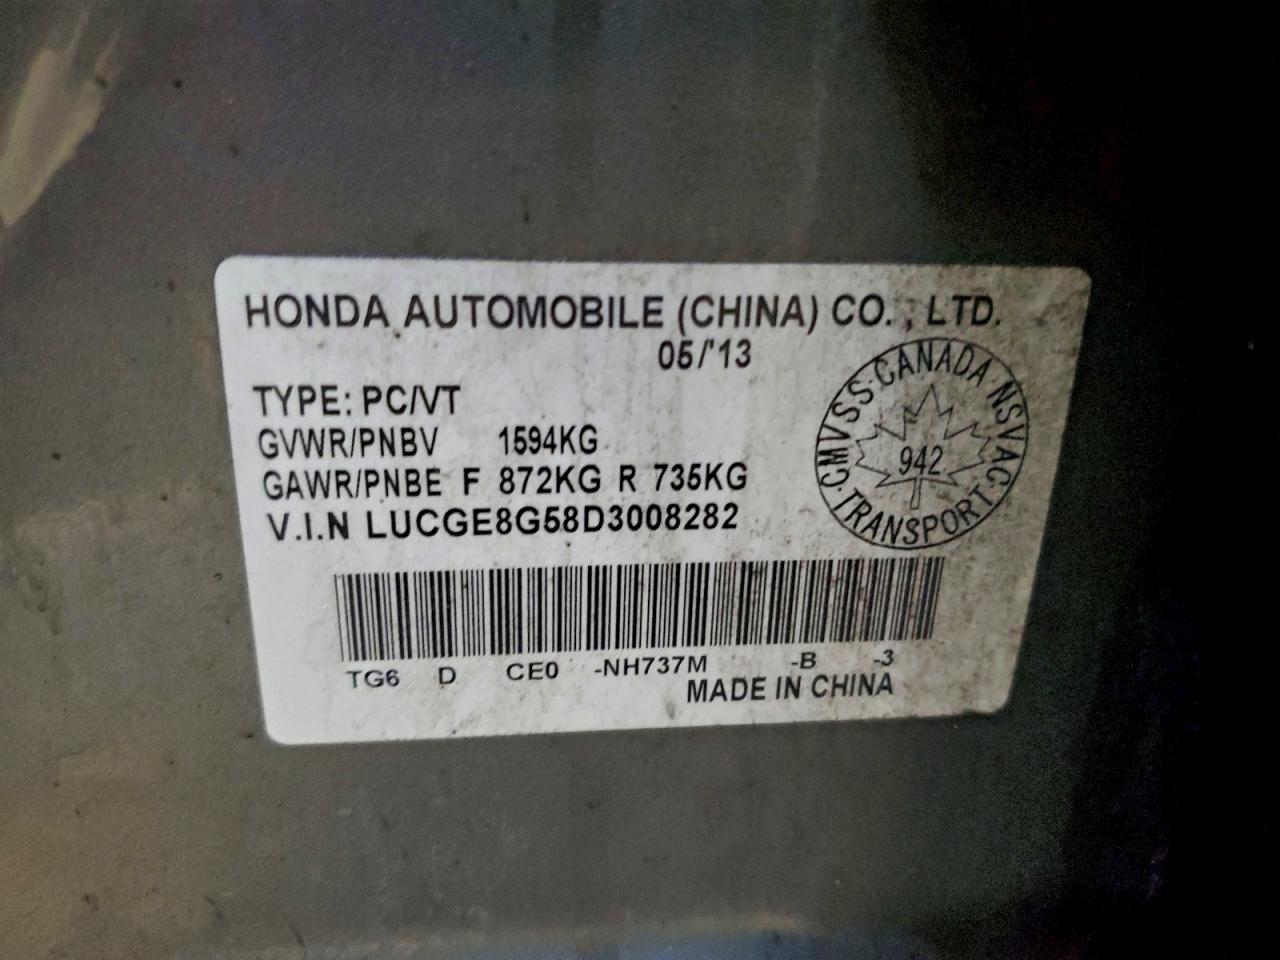 HONDA AUTOMOBILE (CHINA) CO., LTD.
05/'13
TYPE: PC/VT
GVWR/PNBV 1594KG
GAWR/PNBE F 872KG R 735KG
V.I.N LUCGE8G58D3008282
CMVSS·CANADA·NSVAC·TRANSPORT·
942
TG6 D CE0 -NH737M -B -3
MADE IN CHINA